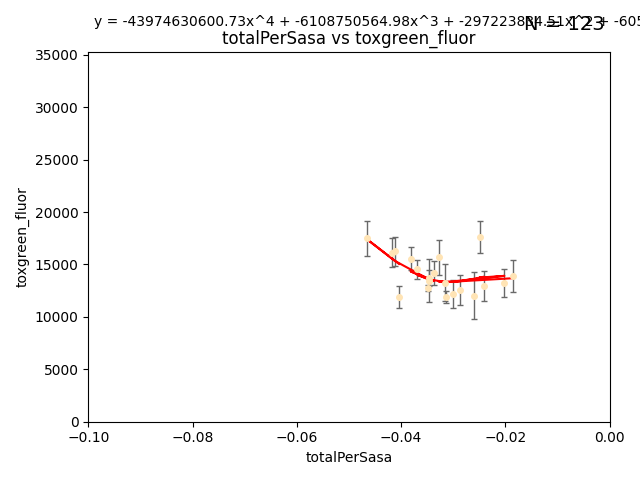 y = -43974630600.73x^4 + -6108750564.98x^3 + -297223
N = 123
totalPerSasa vs toxgreen_fluor
35000
30000
25000
20000
15000
10000
5000
0
toxgreen_fluor
−0.10
−0.08
−0.06
−0.04
−0.02
0.00
totalPerSasa